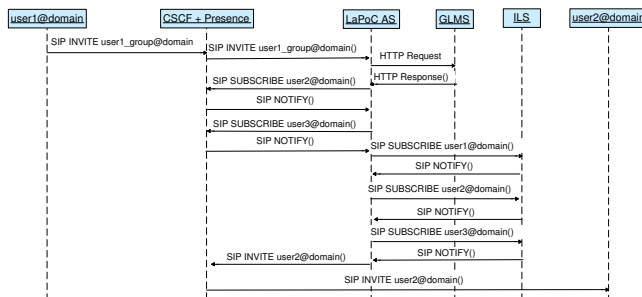 user1@domain
CSCF + Presence
LaPoC AS
GLMS
ILS
user2@domain
SIP INVITE user1_group@domain
SIP INVITE user1_group@domain()
HTTP Request
HTTP Response()
SIP SUBSCRIBE user2@domain()
SIP NOTIFY()
SIP SUBSCRIBE user3@domain()
SIP NOTIFY()
SIP SUBSCRIBE user1@domain()
SIP NOTIFY()
SIP SUBSCRIBE user2@domain()
SIP NOTIFY()
SIP SUBSCRIBE user3@domain()
SIP NOTIFY()
SIP INVITE user2@domain()
SIP INVITE user2@domain()